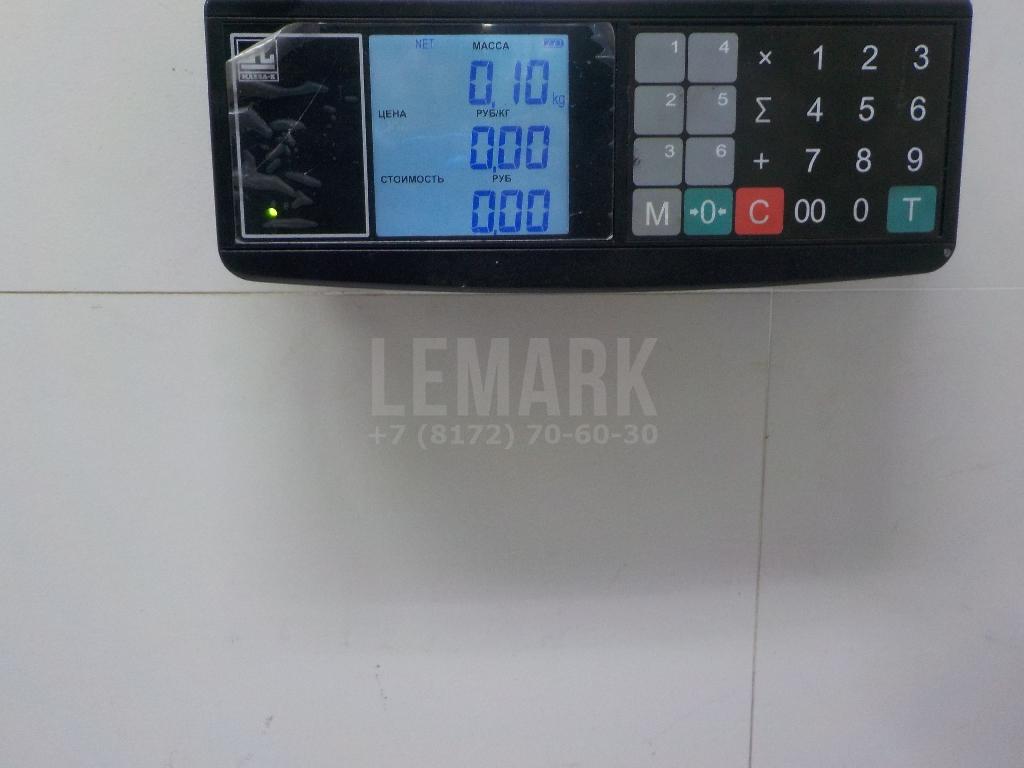 МАССА-К
NET МАССА
0,10 kg
ЦЕНА РУБ/КГ
0,00
СТОИМОСТЬ РУБ
0,00
1 4 × 1 2 3
2 5 Σ 4 5 6
3 6 + 7 8 9
M →0← C 00 0 T
LEMARK
+7 (8172) 70-60-30